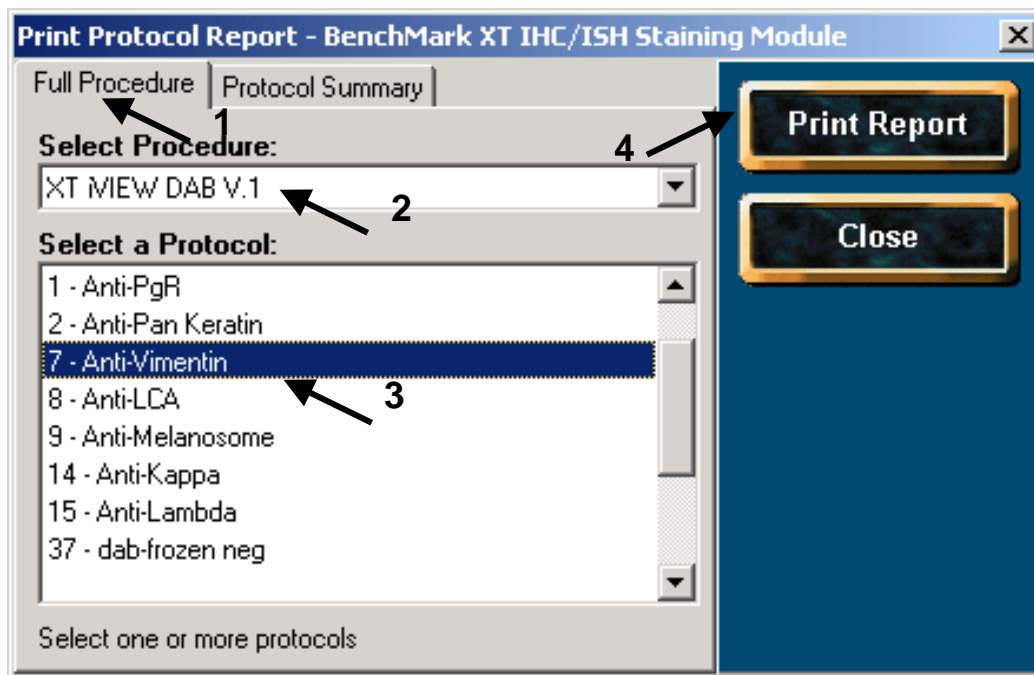 Print Protocol Report - BenchMark XT IHC/ISH Staining Module
Full Procedure
Protocol Summary
1
Select Procedure:
XT iVIEW DAB V.1
2
Select a Protocol:
1 - Anti-PgR
2 - Anti-Pan Keratin
7 - Anti-Vimentin
3
8 - Anti-LCA
9 - Anti-Melanosome
14 - Anti-Kappa
15 - Anti-Lambda
37 - dab-frozen neg
Select one or more protocols
4
Print Report
Close